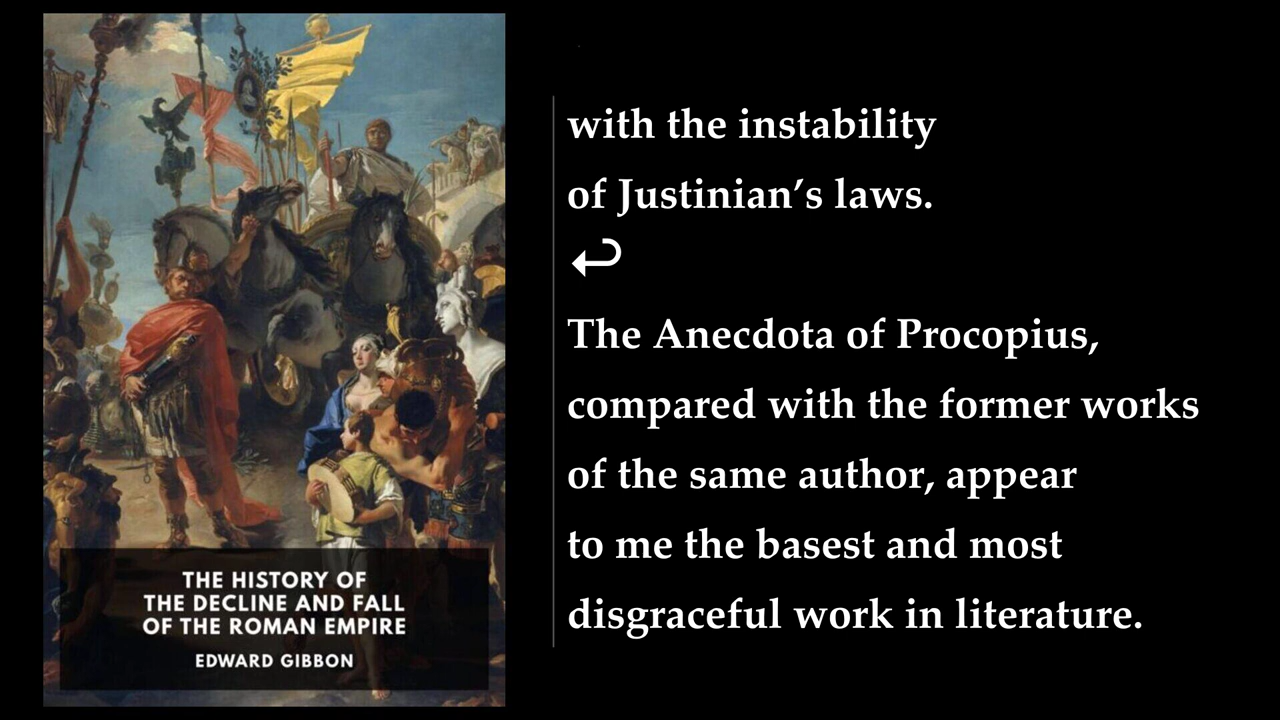 THE HISTORY OF
THE DECLINE AND FALL
OF THE ROMAN EMPIRE
EDWARD GIBBON
with the instability
of Justinian’s laws.
↩
The Anecdota of Procopius,
compared with the former works
of the same author, appear
to me the basest and most
disgraceful work in literature.